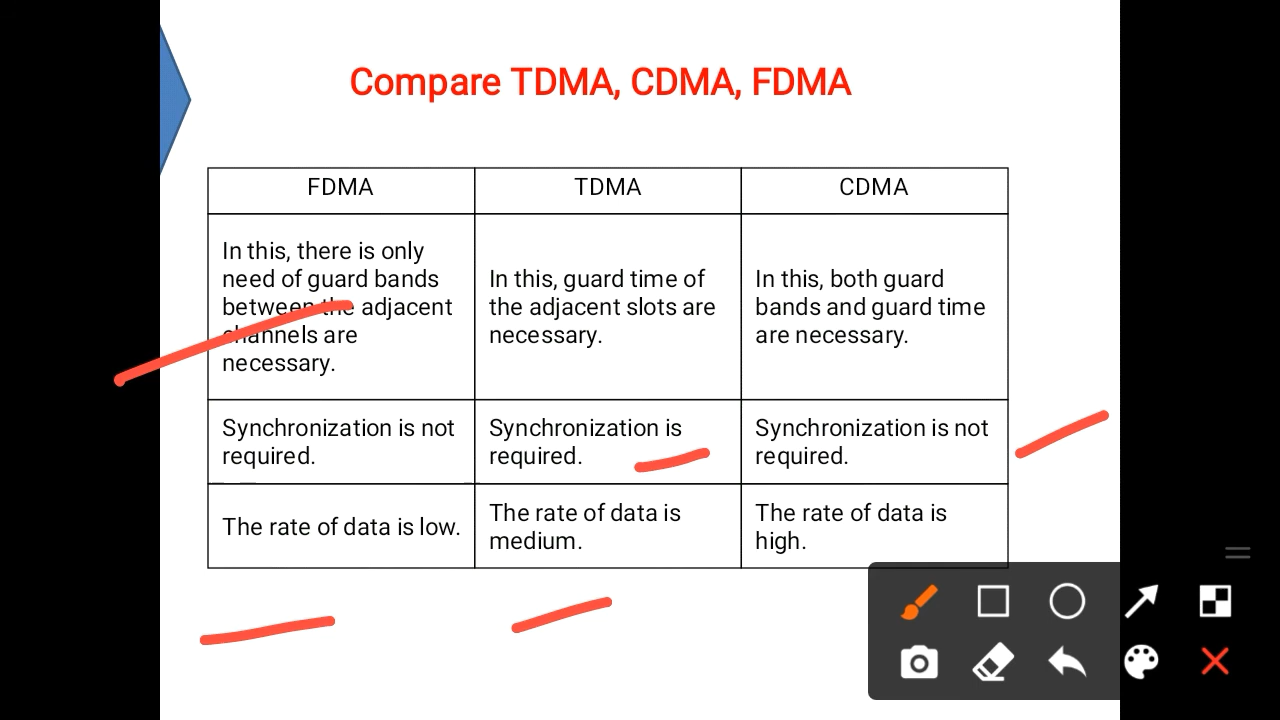 Compare TDMA, CDMA, FDMA
FDMA
TDMA
CDMA
In this, there is only
need of guard bands
between the adjacent
channels are
necessary.
In this, guard time of
the adjacent slots are
necessary.
In this, both guard
bands and guard time
are necessary.
Synchronization is not
required.
Synchronization is
required.
Synchronization is not
required.
The rate of data is low.
The rate of data is
medium.
The rate of data is
high.